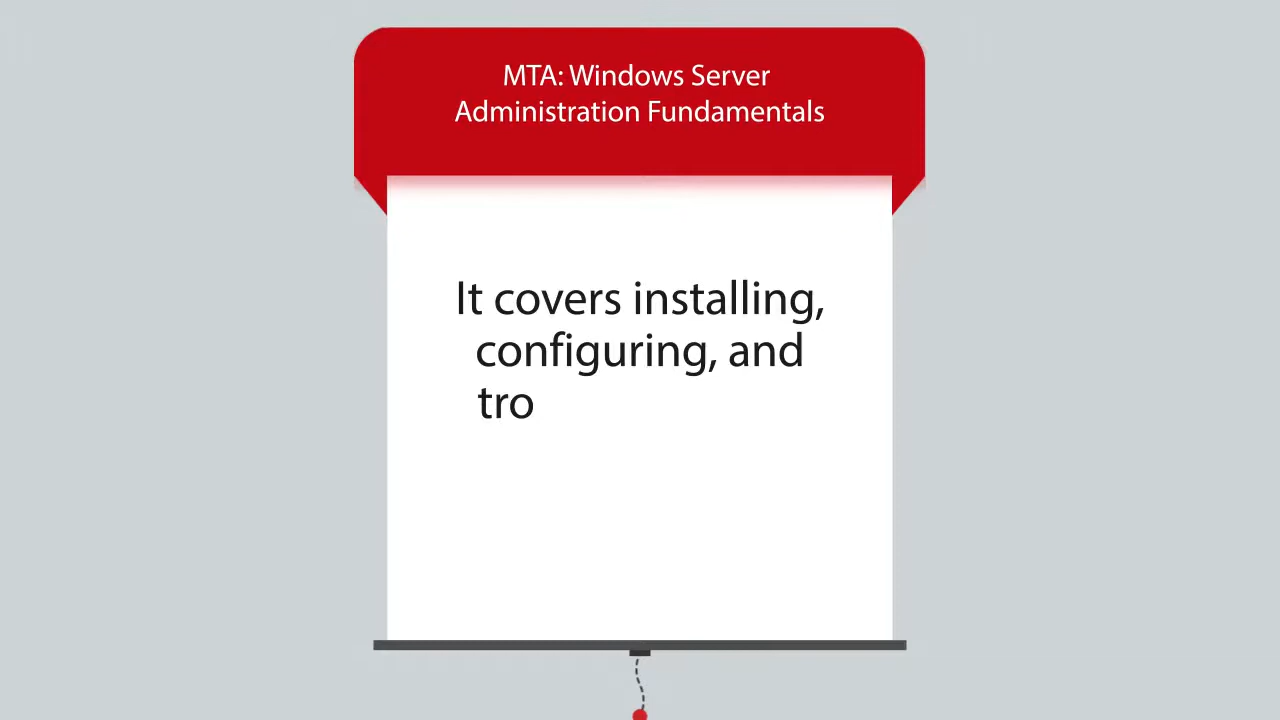 MTA: Windows Server
Administration Fundamentals
It covers installing,
configuring, and
tro